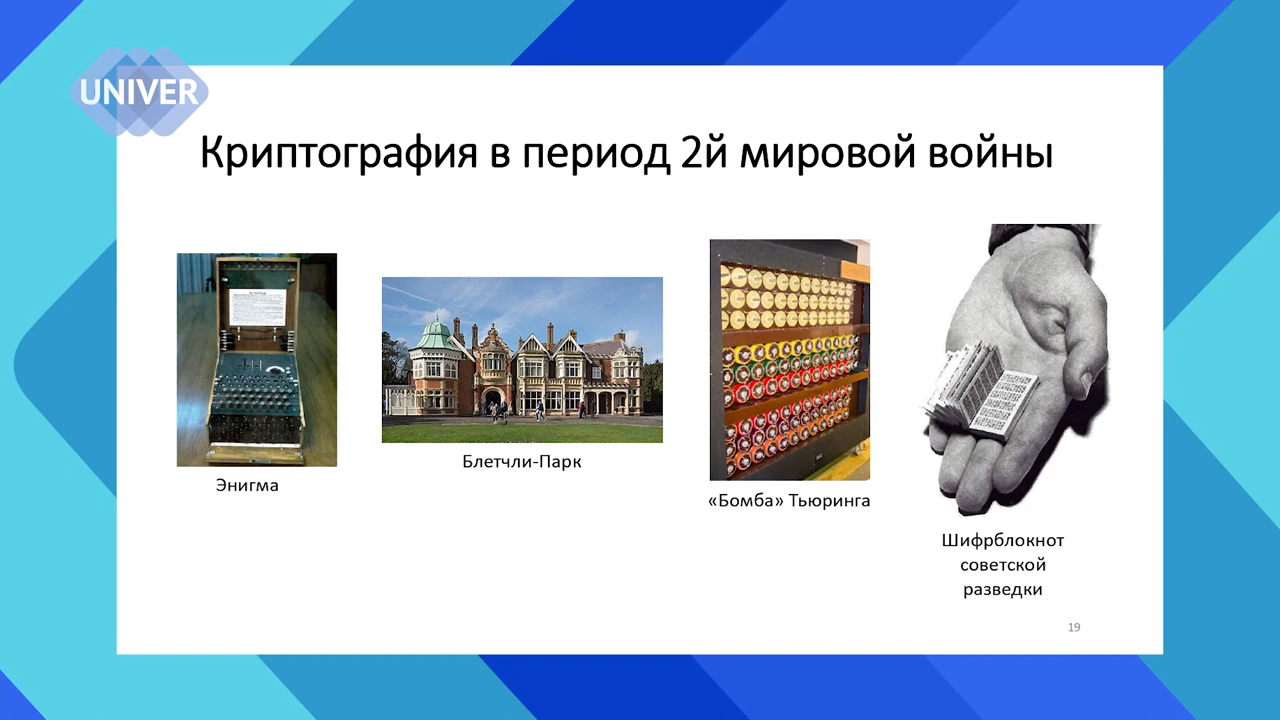 UNIVER
Криптография в период 2й мировой войны
Энигма
Блетчли-Парк
«Бомба» Тьюринга
Шифрблокнот
советской
разведки
19